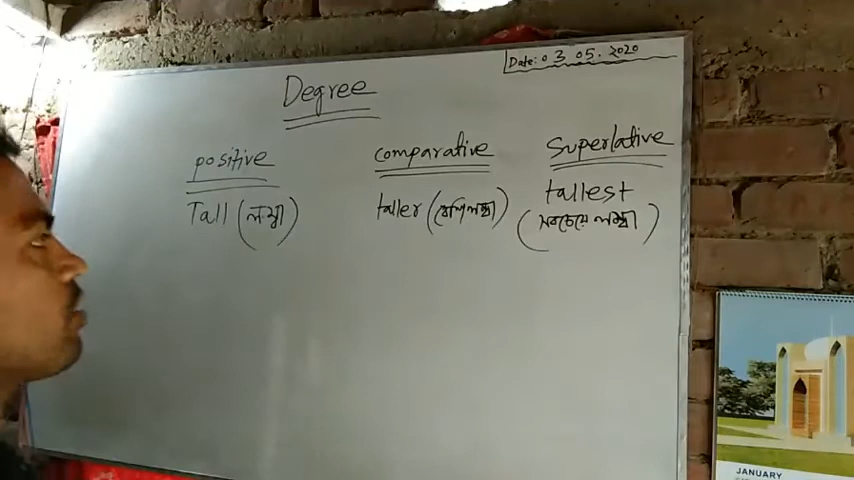 Date: 03.05.2020
Degree
positive comparative Superlative
Tall (লম্বা) taller (বেশি লম্বা) tallest
(সবচেয়ে লম্বা)
JANUARY